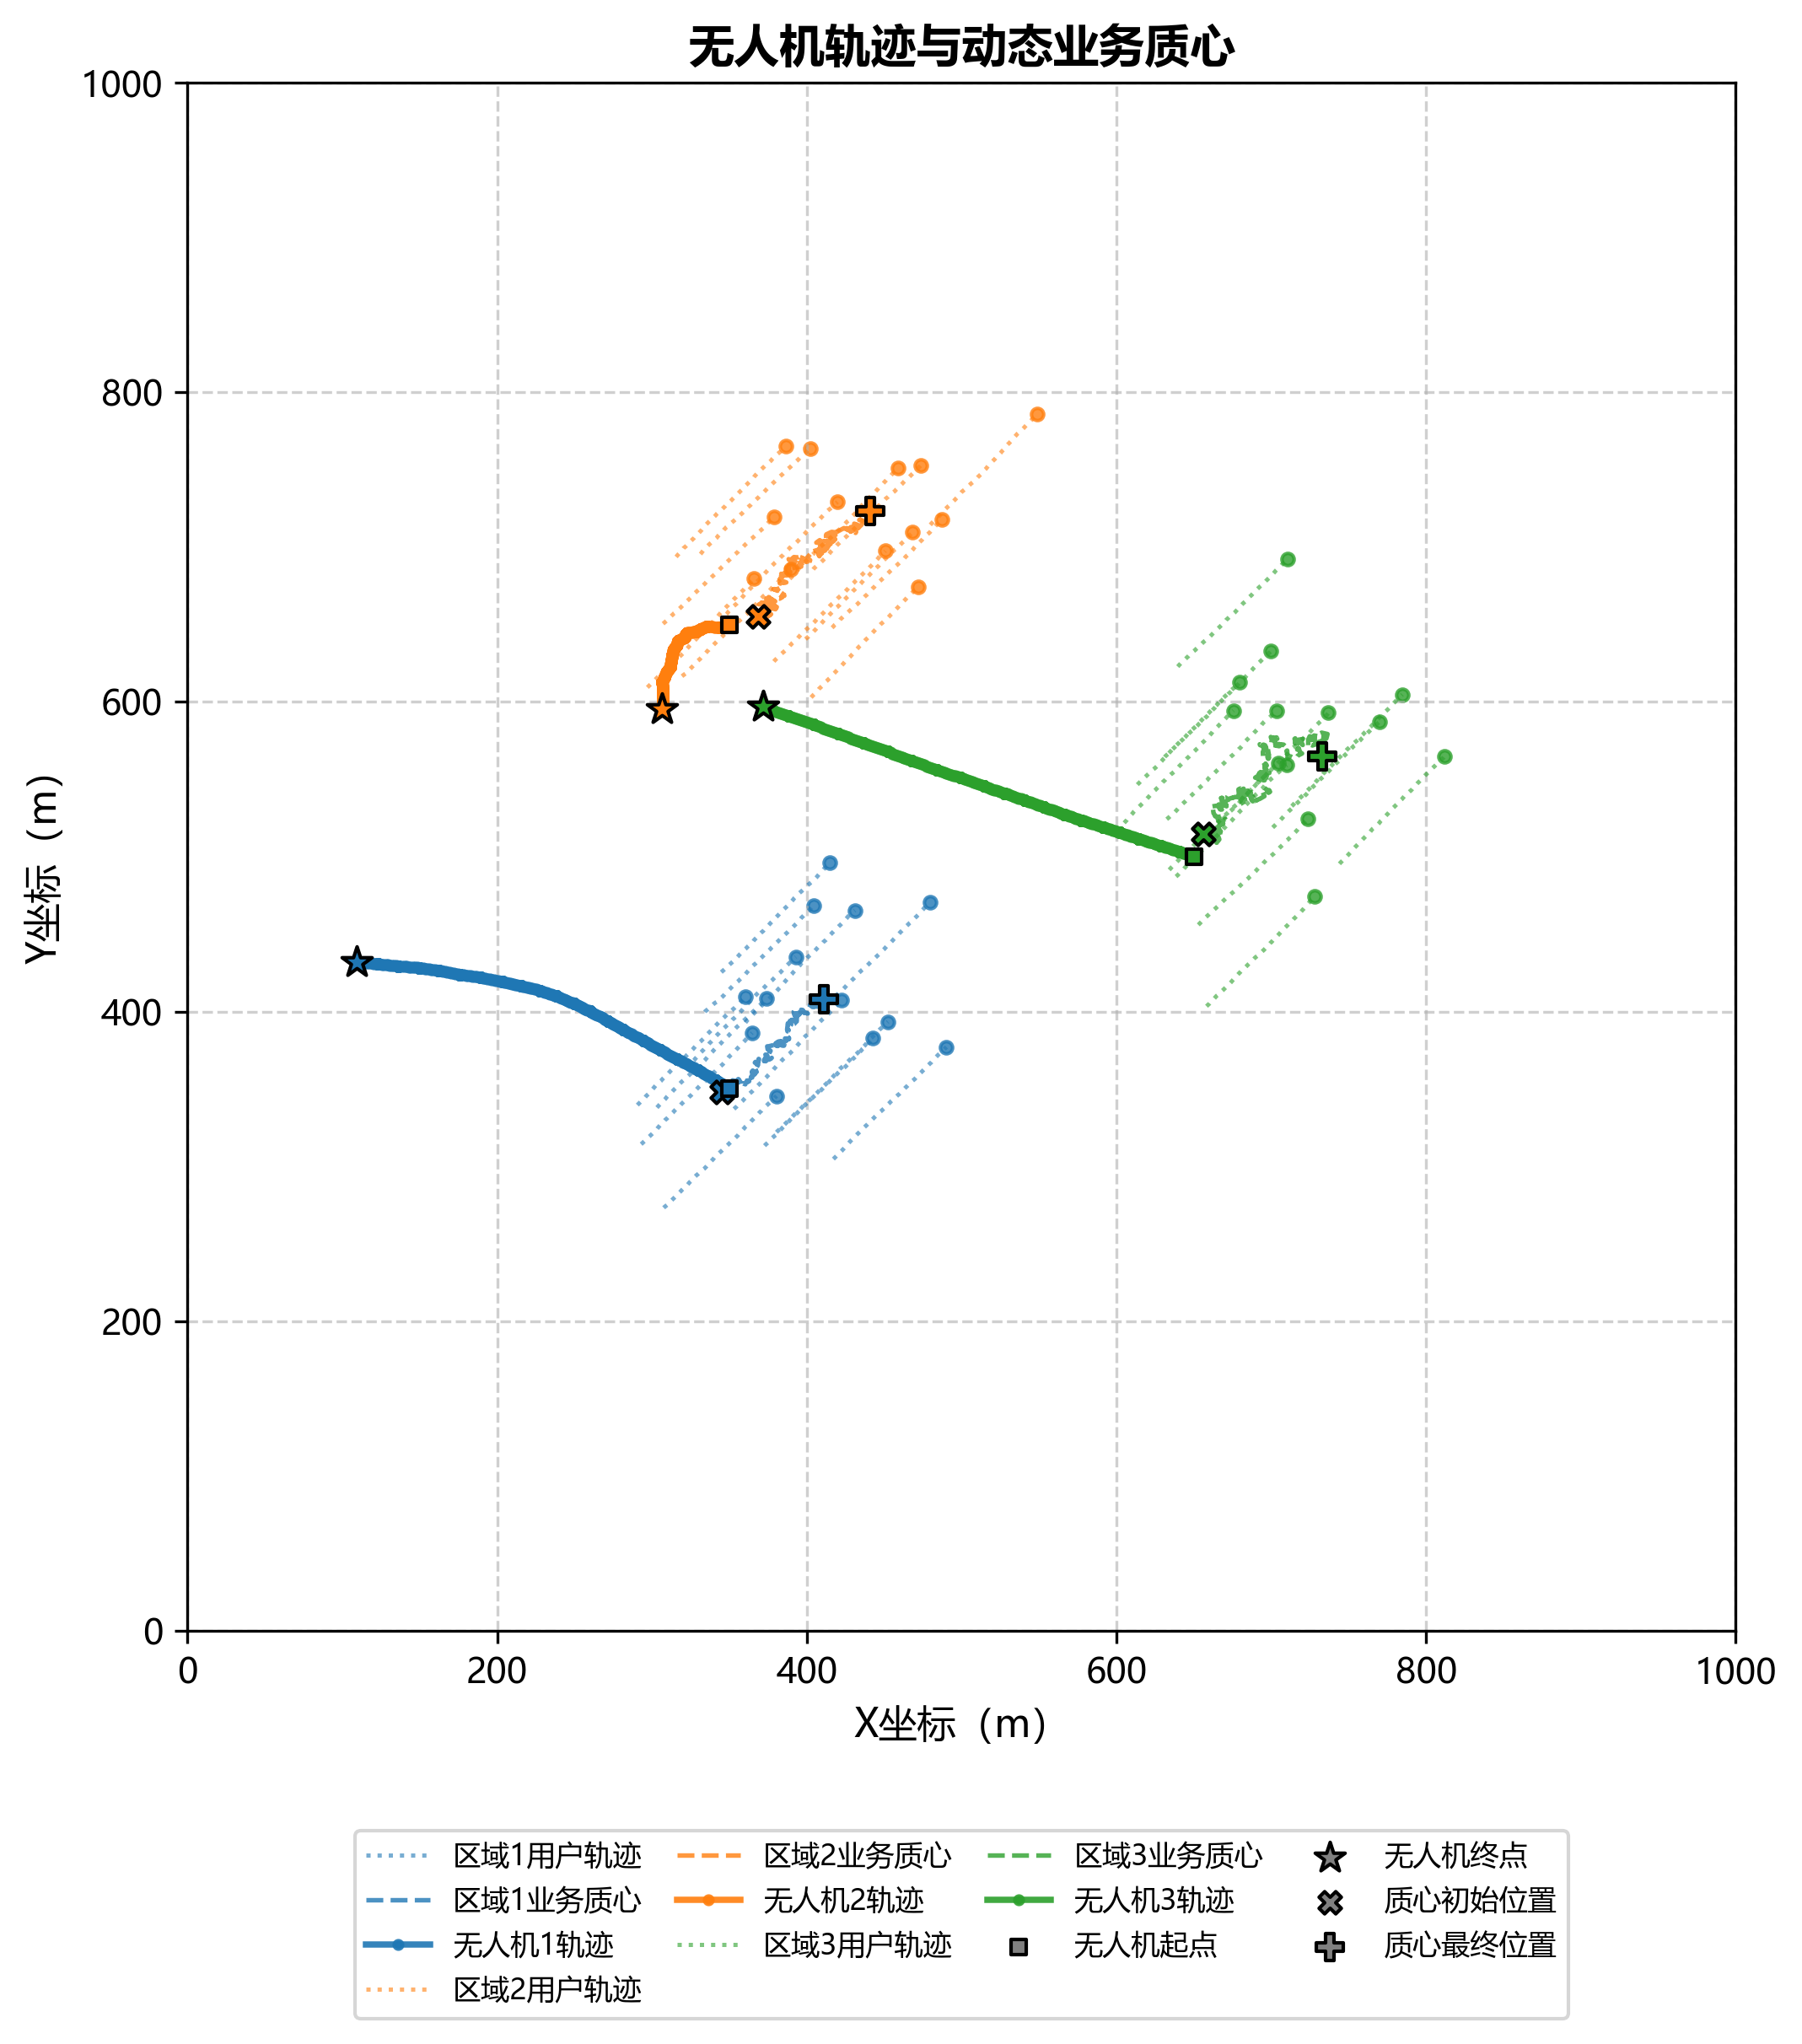 无人机轨迹与动态业务质心
1000
800
600
400
200
0
Y坐标（m）
0 200 400 600 800 1000
X坐标（m）
区域1用户轨迹
区域1业务质心
无人机1轨迹
区域2用户轨迹
区域2业务质心
无人机2轨迹
区域3用户轨迹
区域3业务质心
无人机3轨迹
无人机起点
无人机终点
质心初始位置
质心最终位置